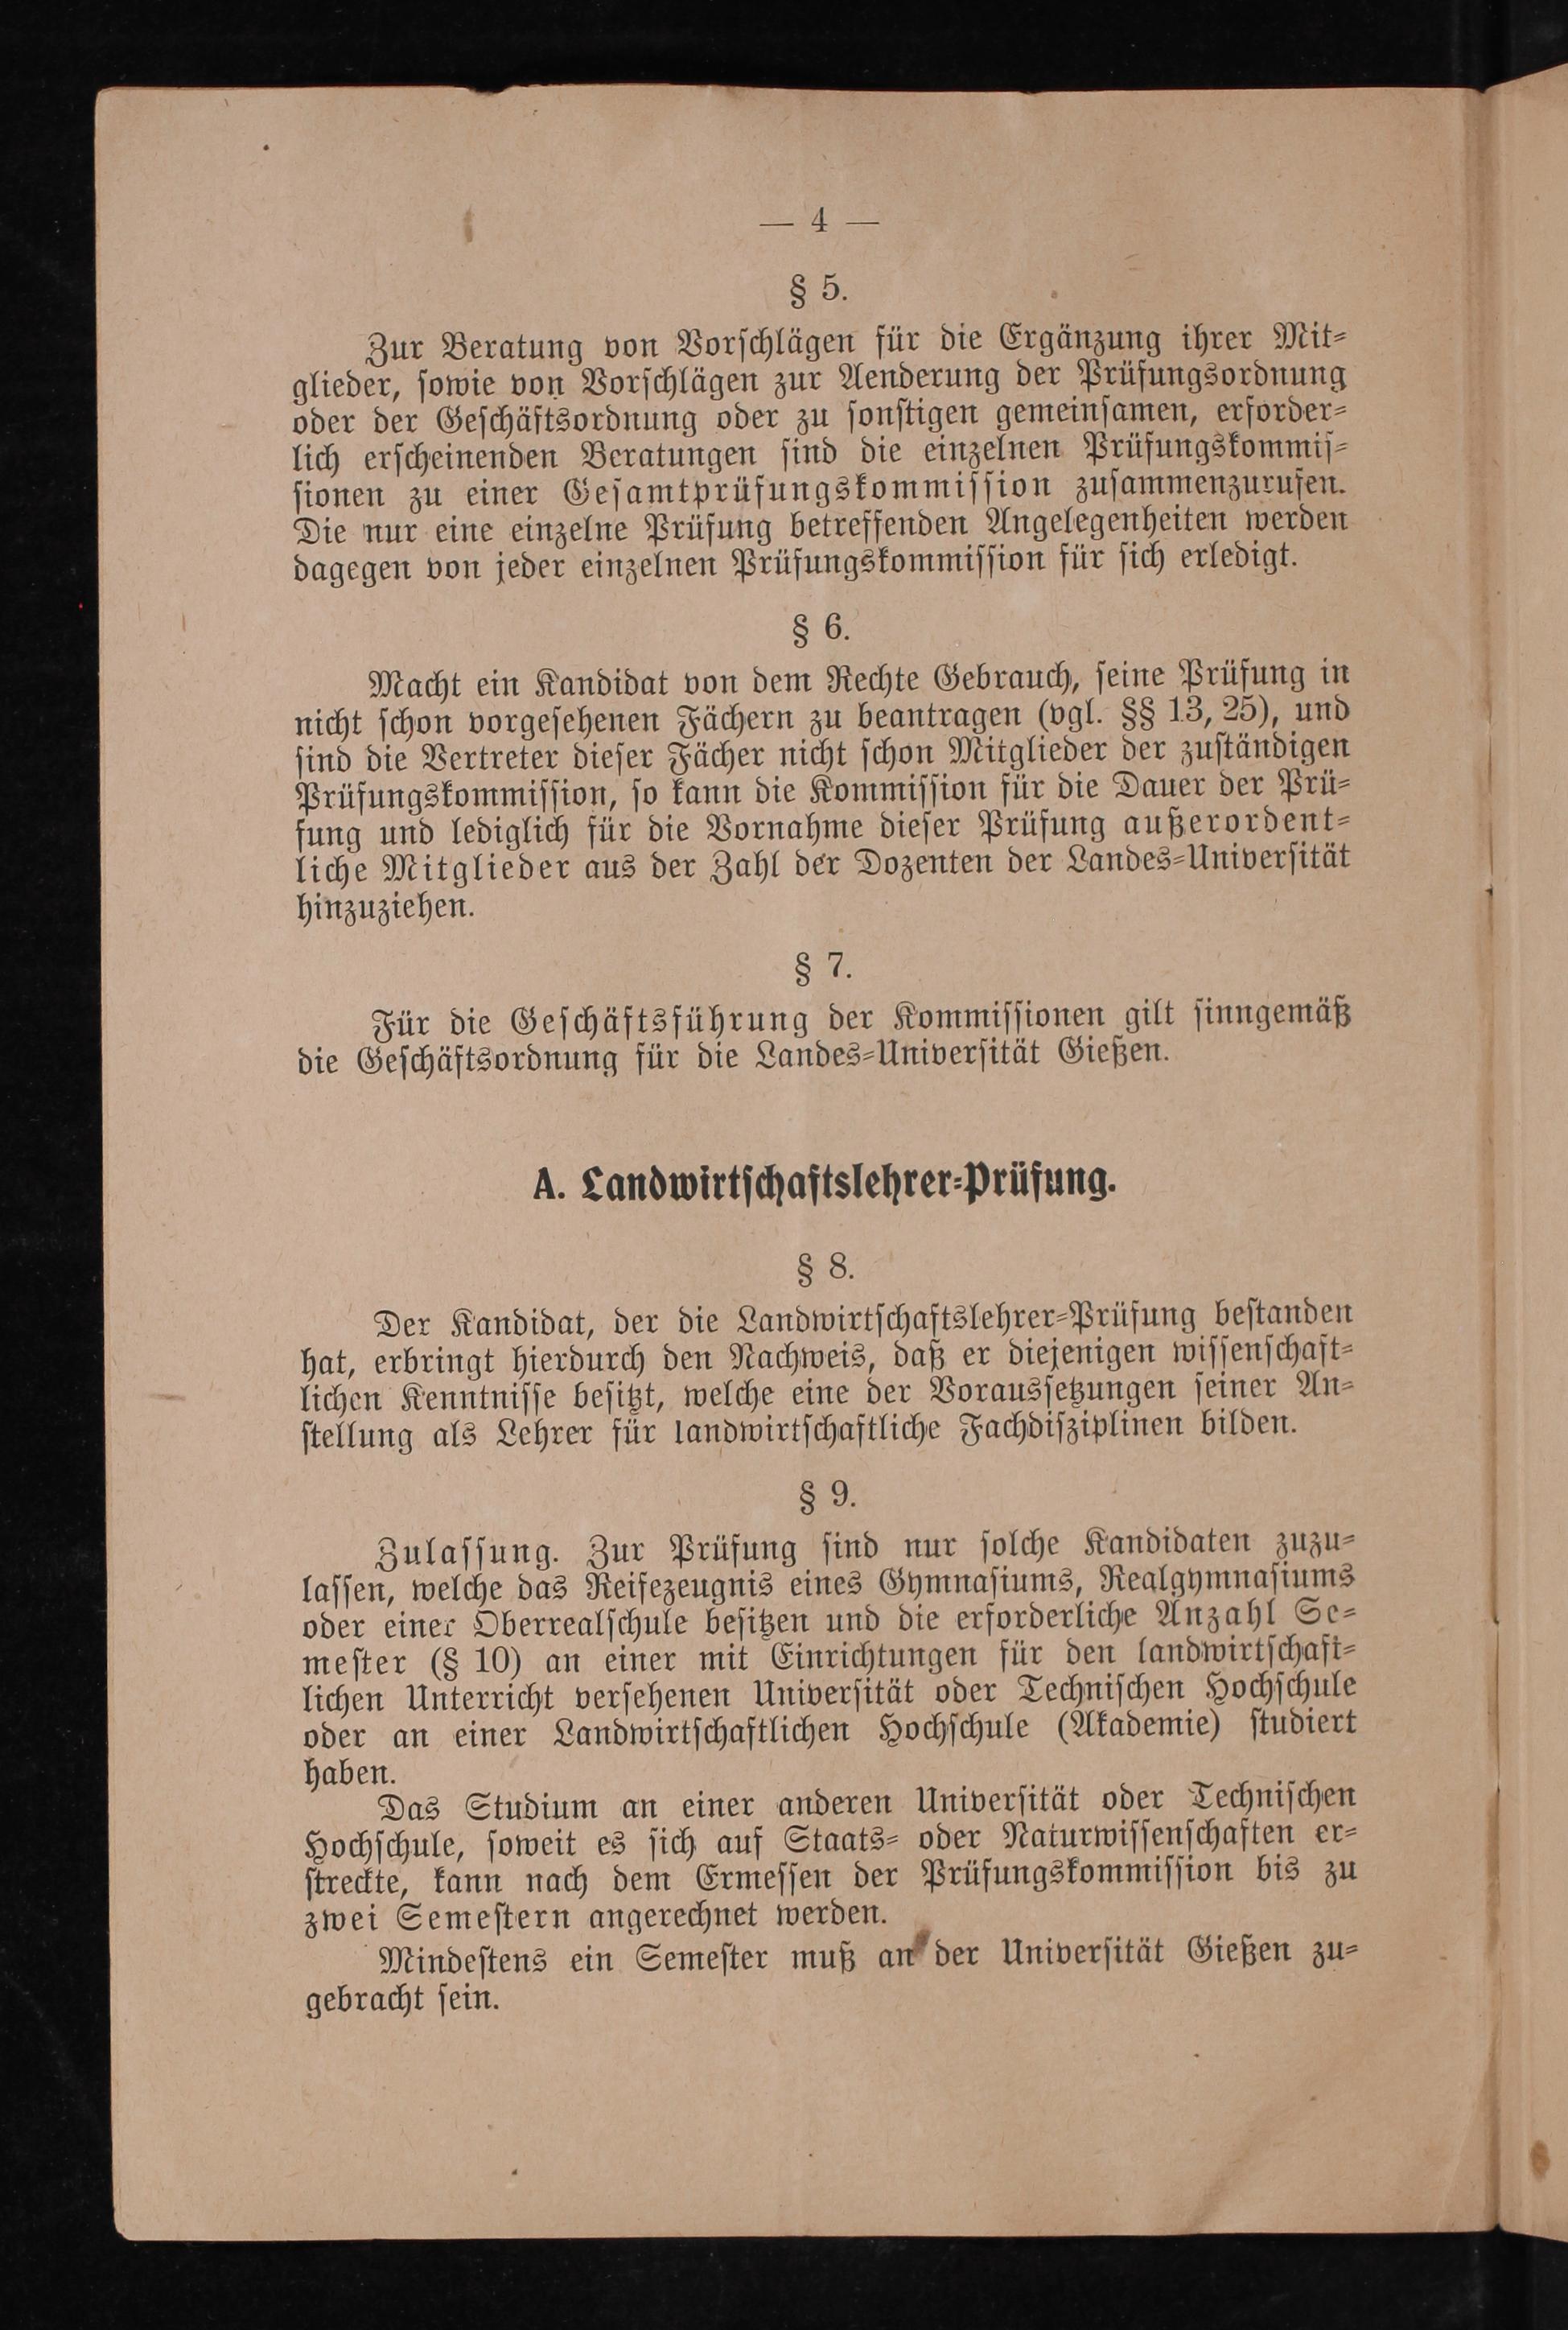 — 4 —
§ 5.
Zur Beratung von Vorſchlägen für die Ergänzung ihrer Mit-
glieder, ſowie von Vorſchlägen zur Aenderung der Prüfungsordnung
oder der Geſchäftsordnung oder zu ſonſtigen gemeinſamen, erforder-
lich erſcheinenden Beratungen ſind die einzelnen Prüfungskommiſ-
ſionen zu einer Geſamtprüfungskommiſſion zuſammenzurufen.
Die nur eine einzelne Prüfung betreffenden Angelegenheiten werden
dagegen von jeder einzelnen Prüfungskommiſſion für ſich erledigt.
§ 6.
Macht ein Kandidat von dem Rechte Gebrauch, ſeine Prüfung in
nicht ſchon vorgeſehenen Fächern zu beantragen (vgl. §§ 13, 25), und
ſind die Vertreter dieſer Fächer nicht ſchon Mitglieder der zuſtändigen
Prüfungskommiſſion, ſo kann die Kommiſſion für die Dauer der Prü-
fung und lediglich für die Vornahme dieſer Prüfung außerordent-
liche Mitglieder aus der Zahl der Dozenten der Landes-Univerſität
hinzuziehen.
§ 7.
Für die Geſchäftsführung der Kommiſſionen gilt ſinngemäß
die Geſchäftsordnung für die Landes-Univerſität Gießen.
A. Landwirtſchaftslehrer-Prüfung.
§ 8.
Der Kandidat, der die Landwirtſchaftslehrer-Prüfung beſtanden
hat, erbringt hierdurch den Nachweis, daß er diejenigen wiſſenſchaft-
lichen Kenntniſſe beſitzt, welche eine der Vorausſetzungen ſeiner An-
ſtellung als Lehrer für landwirtſchaftliche Fachdiſziplinen bilden.
§ 9.
Zulaſſung. Zur Prüfung ſind nur ſolche Kandidaten zuzu-
laſſen, welche das Reifezeugnis eines Gymnaſiums, Realgymnaſiums
oder einer Oberrealſchule beſitzen und die erforderliche Anzahl Se-
meſter (§ 10) an einer mit Einrichtungen für den landwirtſchaft-
lichen Unterricht verſehenen Univerſität oder Techniſchen Hochſchule
oder an einer Landwirtſchaftlichen Hochſchule (Akademie) ſtudiert
haben.
Das Studium an einer anderen Univerſität oder Techniſchen
Hochſchule, ſoweit es ſich auf Staats- oder Naturwiſſenſchaften er-
ſtreckte, kann nach dem Ermeſſen der Prüfungskommiſſion bis zu
zwei Semeſtern angerechnet werden.
Mindeſtens ein Semeſter muß an der Univerſität Gießen zu-
gebracht ſein.